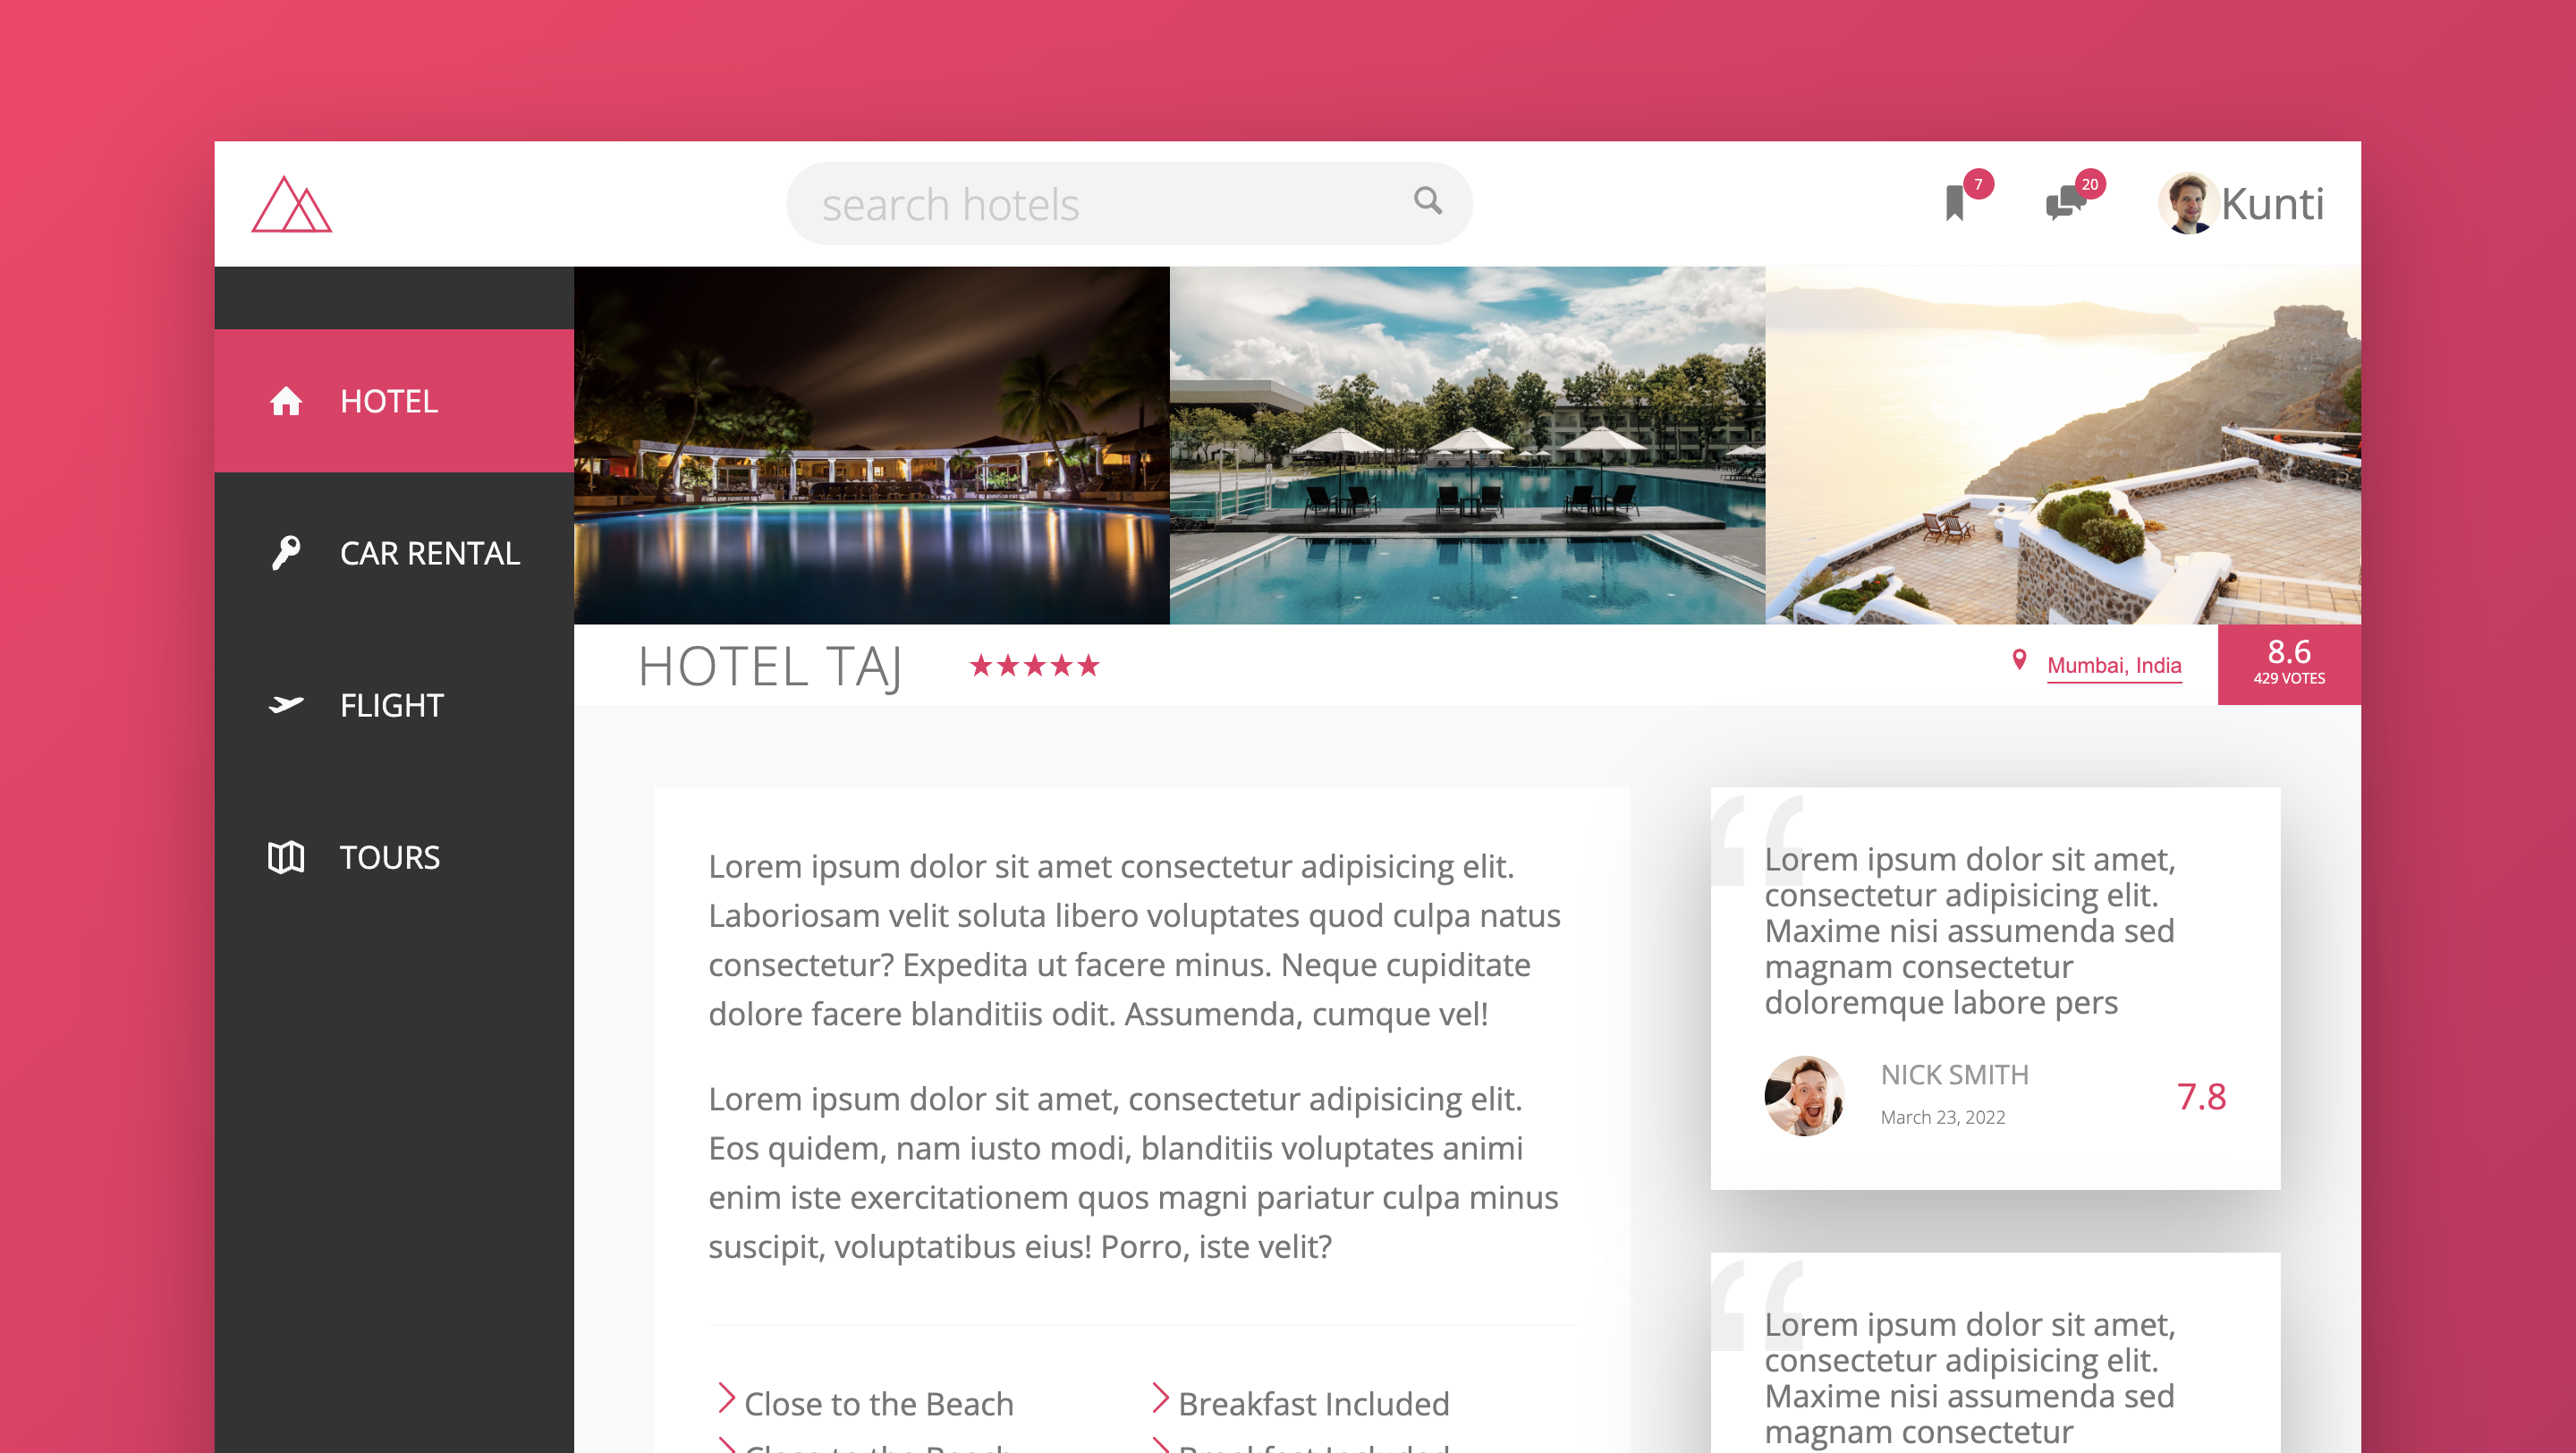 search hotels
7
20
Kunti
HOTEL
CAR RENTAL
FLIGHT
TOURS
HOTEL TAJ
Mumbai, India
8.6
429 VOTES
Lorem ipsum dolor sit amet consectetur adipisicing elit.
Laboriosam velit soluta libero voluptates quod culpa natus
consectetur? Expedita ut facere minus. Neque cupiditate
dolore facere blanditiis odit. Assumenda, cumque vel!
Lorem ipsum dolor sit amet, consectetur adipisicing elit.
Eos quidem, nam iusto modi, blanditiis voluptates animi
enim iste exercitationem quos magni pariatur culpa minus
suscipit, voluptatibus eius! Porro, iste velit?
Close to the Beach
Breakfast Included
Close to the Beach
Breakfast Included
“
Lorem ipsum dolor sit amet,
consectetur adipisicing elit.
Maxime nisi assumenda sed
magnam consectetur
doloremque labore pers
NICK SMITH
March 23, 2022
7.8
“
Lorem ipsum dolor sit amet,
consectetur adipisicing elit.
Maxime nisi assumenda sed
magnam consectetur